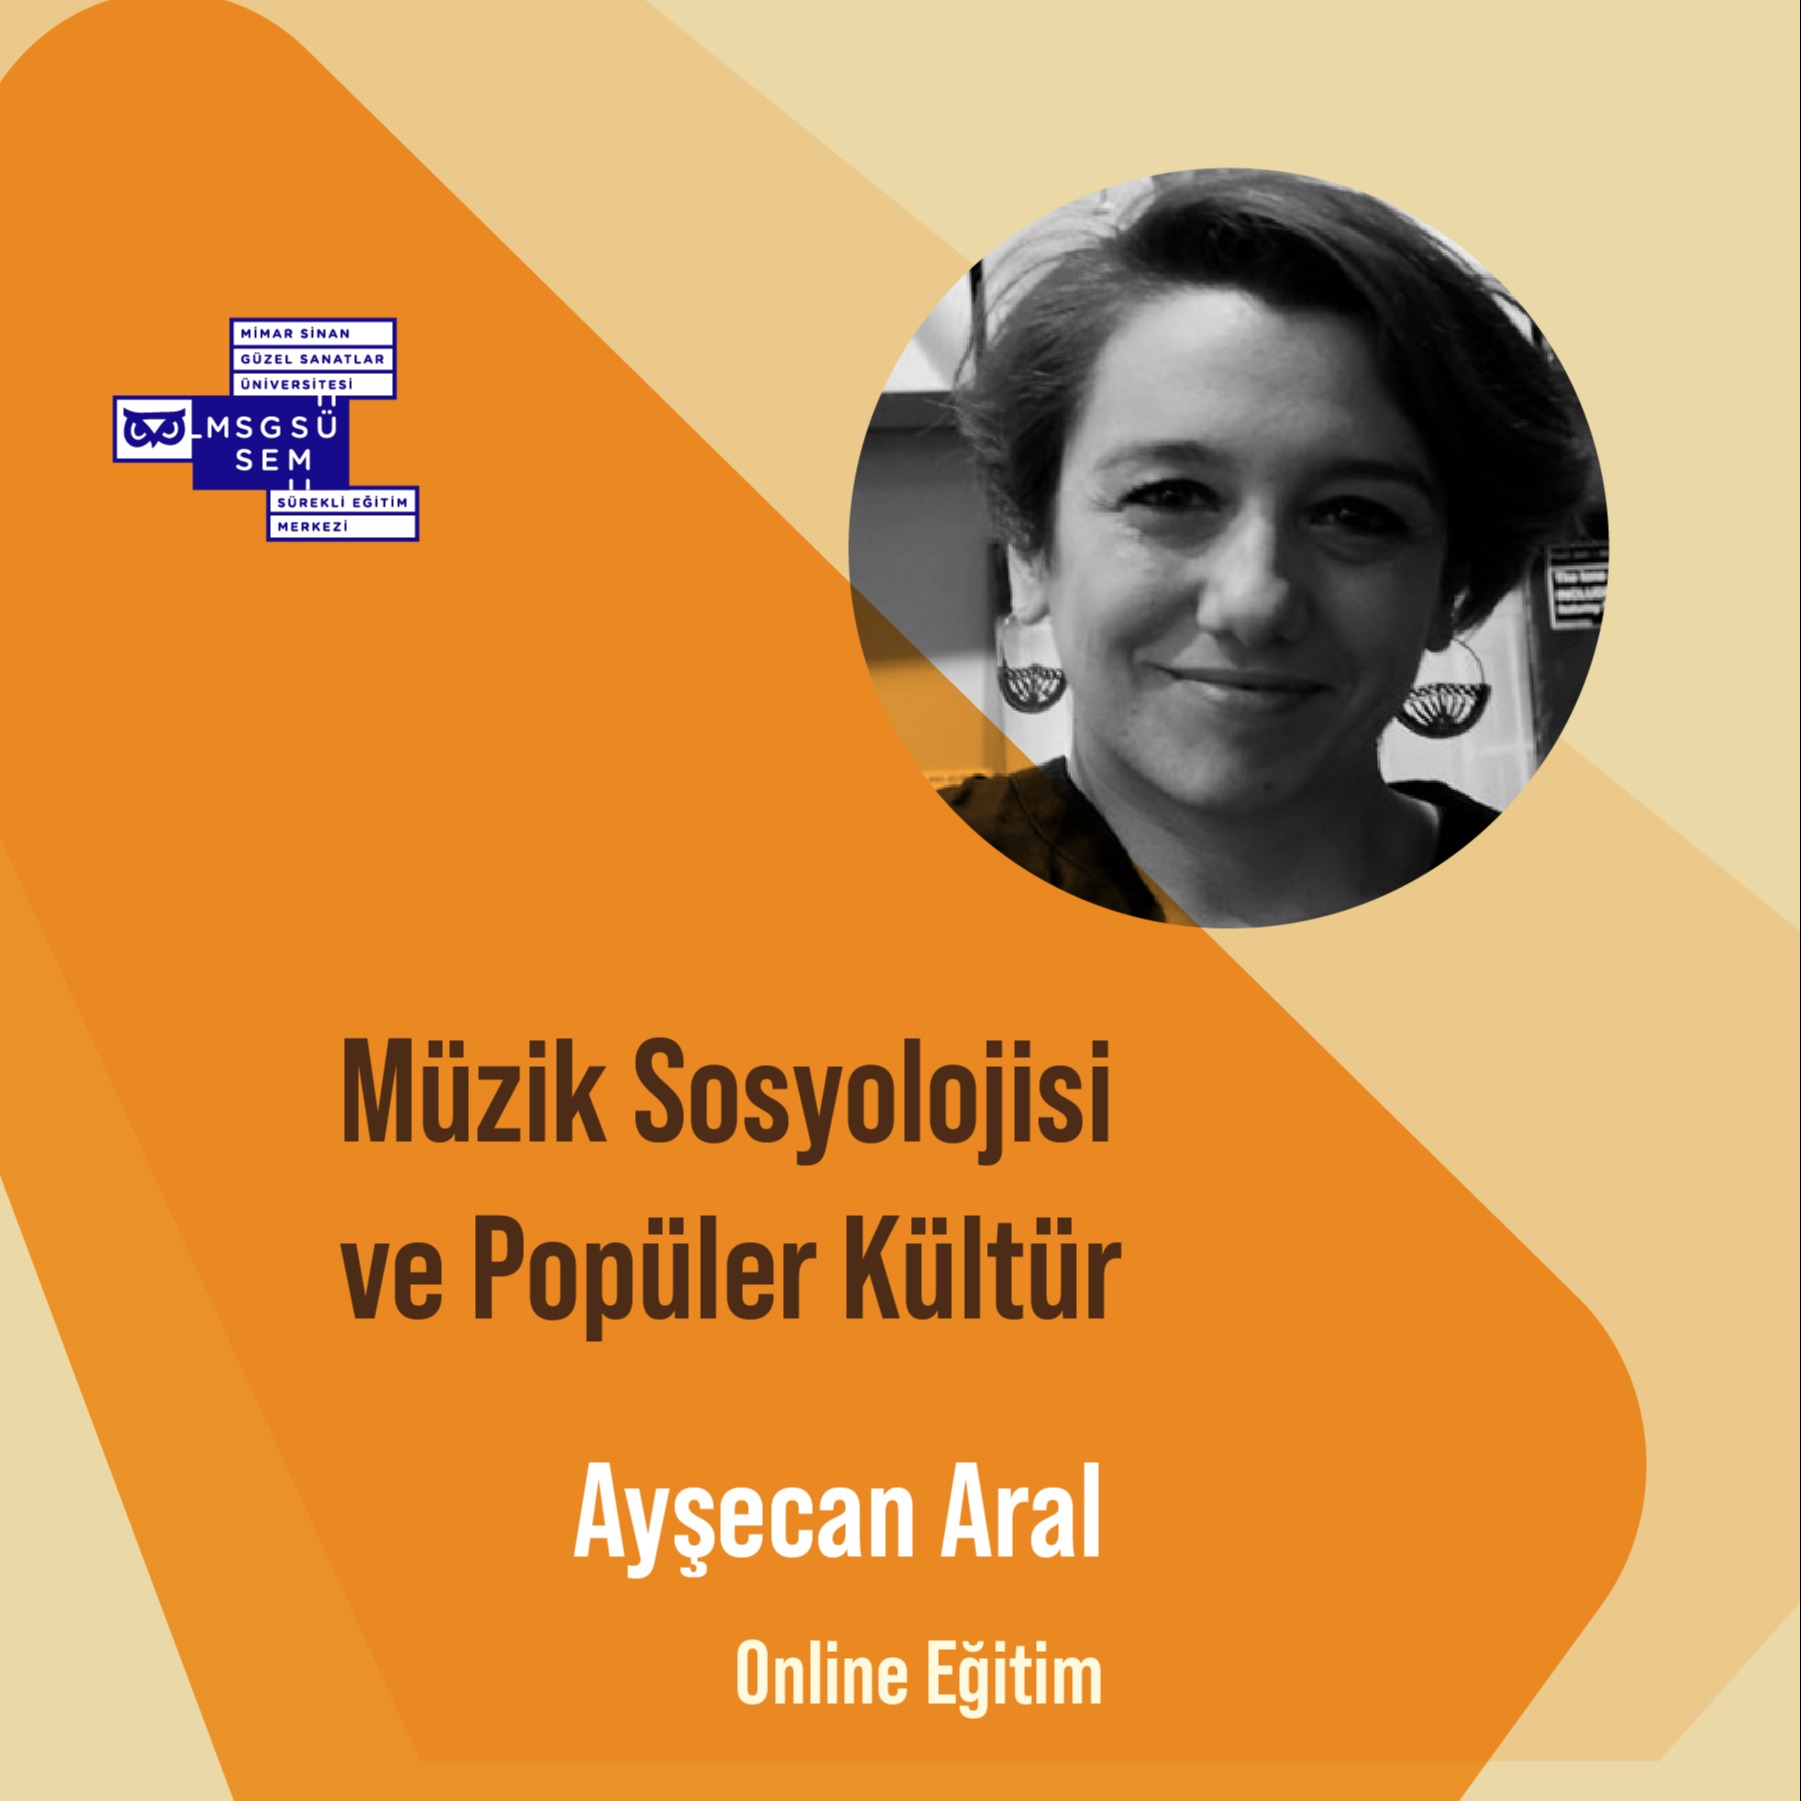 MİMAR SİNAN
GÜZEL SANATLAR
ÜNİVERSİTESİ
MSGSÜ
SEM
SÜREKLİ EĞİTİM
MERKEZİ
Müzik Sosyolojisi
ve Popüler Kültür
Ayşecan Aral
Online Eğitim